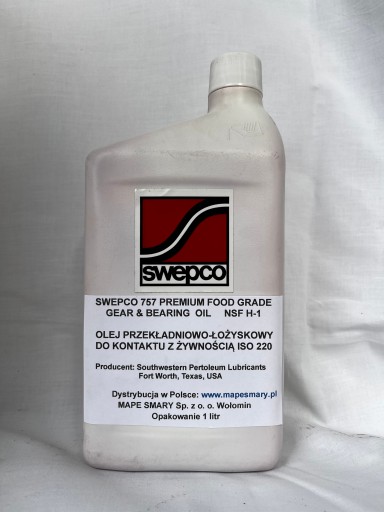 swepco
SWEPCO 757 PREMIUM FOOD GRADE
GEAR & BEARING OIL NSF H-1
OLEJ PRZEKŁADNIOWO-ŁOŻYSKOWY
DO KONTAKTU Z ŻYWNOŚCIĄ ISO 220
Producent: Southwestern Pertoleum Lubricants
Fort Worth, Texas, USA
Dystrybucja w Polsce: www.mapesmary.pl
MAPE SMARY Sp. z o. o. Wołomin
Opakowanie 1 litr